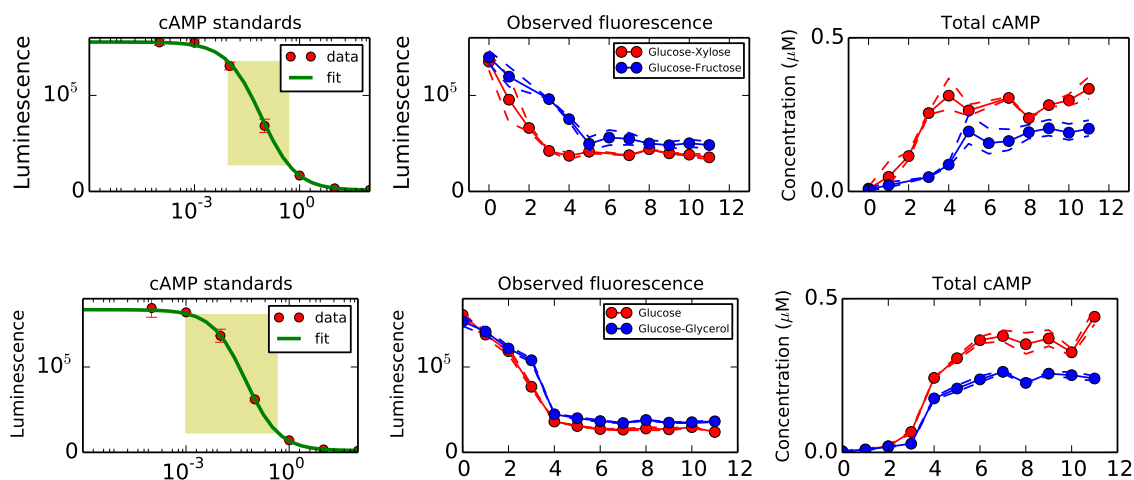 cAMP standards
Luminescence
10^5
0
data
fit
10^-3
10^0
Observed fluorescence
Luminescence
10^5
0
Glucose-Xylose
Glucose-Fructose
0 2 4 6 8 10 12
Total cAMP
Concentration (μM)
0.5
0.0
0 2 4 6 8 10 12
cAMP standards
Luminescence
10^5
0
data
fit
10^-3
10^0
Observed fluorescence
Luminescence
10^5
0
Glucose
Glucose-Glycerol
0 2 4 6 8 10 12
Total cAMP
Concentration (μM)
0.5
0.0
0 2 4 6 8 10 12